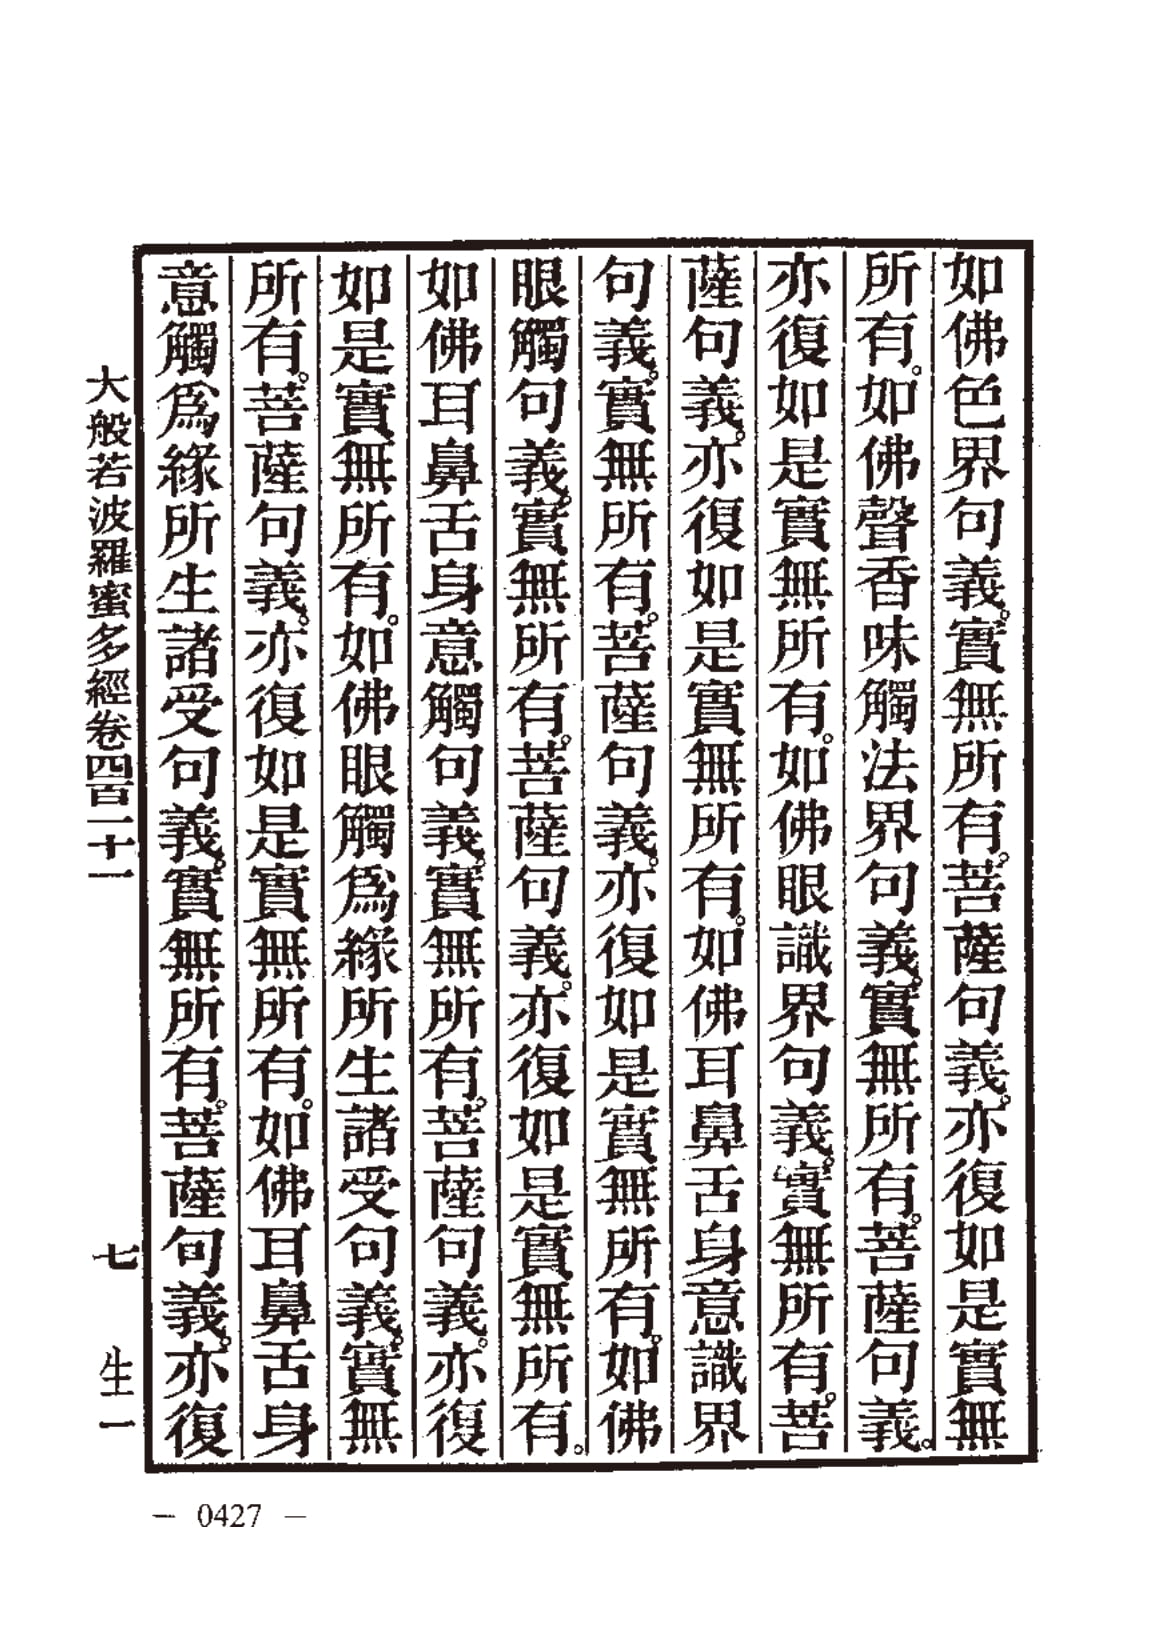 如佛色界句義。實無所有。菩薩句義。亦復如是實無
所有。如佛聲香味觸法界句義。實無所有。菩薩句義。
亦復如是實無所有。如佛眼識界句義。實無所有。菩
薩句義。亦復如是實無所有。如佛耳鼻舌身意識界
句義。實無所有。菩薩句義。亦復如是實無所有。如佛
眼觸句義。實無所有。菩薩句義。亦復如是實無所有。
如佛耳鼻舌身意觸句義。實無所有。菩薩句義。亦復
如是實無所有。如佛眼觸爲緣所生諸受句義。實無
所有。菩薩句義。亦復如是實無所有。如佛耳鼻舌身
意觸爲緣所生諸受句義。實無所有。菩薩句義。亦復
大般若波羅蜜多經卷四百一十一 七 生一
— 0427 —